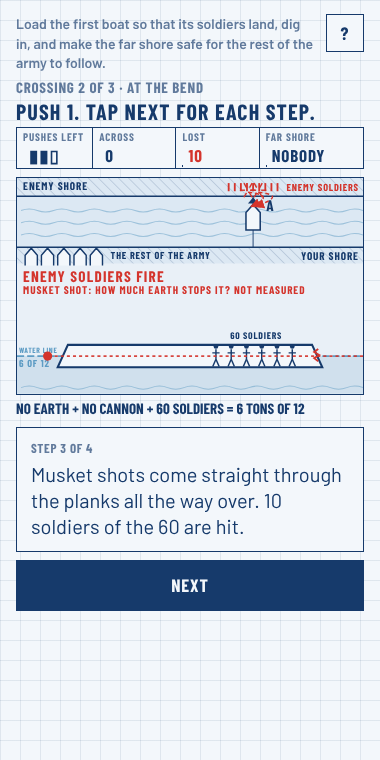 Load the first boat so that its soldiers land, dig
in, and make the far shore safe for the rest of the
army to follow.
?
CROSSING 2 OF 3 · AT THE BEND
PUSH 1. TAP NEXT FOR EACH STEP.
PUSHES LEFT
ACROSS
0
LOST
10
FAR SHORE
NOBODY
ENEMY SHORE
ENEMY SOLDIERS
A
THE REST OF THE ARMY
YOUR SHORE
ENEMY SOLDIERS FIRE
MUSKET SHOT: HOW MUCH EARTH STOPS IT? NOT MEASURED
60 SOLDIERS
WATER LINE
6 OF 12
NO EARTH + NO CANNON + 60 SOLDIERS = 6 TONS OF 12
STEP 3 OF 4
Musket shots come straight through
the planks all the way over. 10
soldiers of the 60 are hit.
NEXT